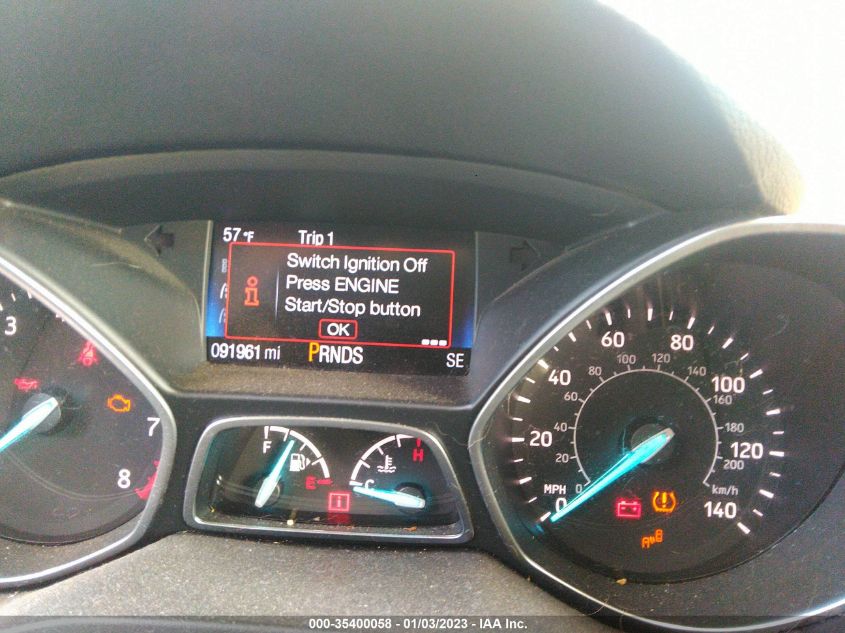 57°F Trip 1
Switch Ignition Off
Press ENGINE
Start/Stop button
OK
091961 mi PRNDS SE
3
7
8
F
E
H
C
0 20 40 60 80 100 120 140
MPH
0 20 40 60 80 100 120 140 160 180 200
km/h
000-35400058 - 01/03/2023 - IAA Inc.